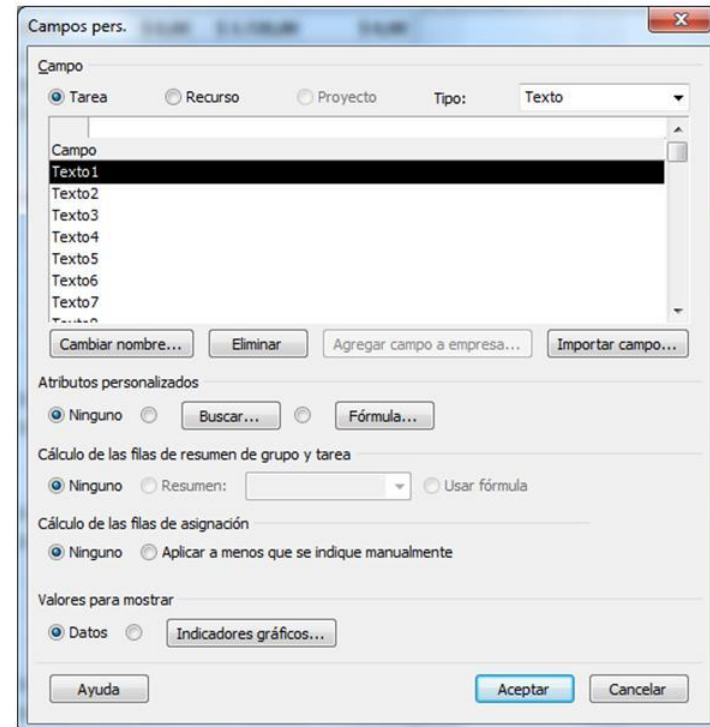 Campos pers.
Campo
Tarea Recurso Proyecto Tipo: Texto
Campo
Texto1
Texto2
Texto3
Texto4
Texto5
Texto6
Texto7
Cambiar nombre... Eliminar Agregar campo a empresa... Importar campo...
Atributos personalizados
Ninguno Buscar... Fórmula...
Cálculo de las filas de resumen de grupo y tarea
Ninguno Resumen: Usar fórmula
Cálculo de las filas de asignación
Ninguno Aplicar a menos que se indique manualmente
Valores para mostrar
Datos Indicadores gráficos...
Ayuda Aceptar Cancelar